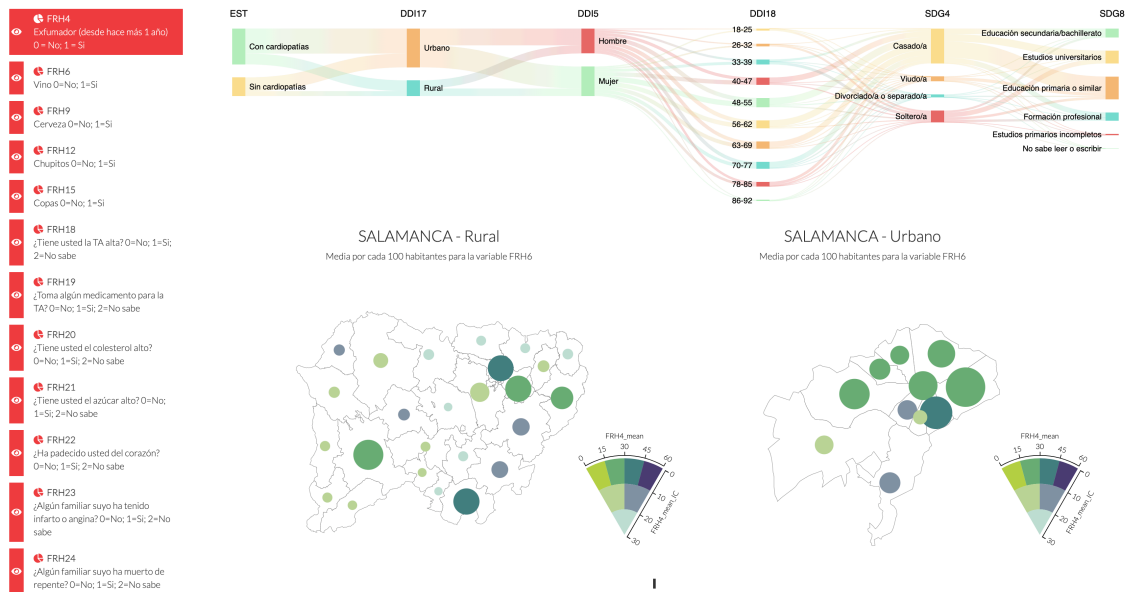 FRH4
Exfumador (desde hace más 1 año)
0 = No; 1 = Si
FRH6
Vino 0=No; 1=Si
FRH9
Cerveza 0=No; 1=Si
FRH12
Chupitos 0=No; 1=Si
FRH15
Copas 0=No; 1=Si
FRH18
¿Tiene usted la TA alta? 0=No; 1=Si;
2=No sabe
FRH19
¿Toma algún medicamento para la
TA? 0=No; 1=Si; 2=No sabe
FRH20
¿Tiene usted el colesterol alto?
0=No; 1=Si; 2=No sabe
FRH21
¿Tiene usted el azúcar alto? 0=No;
1=Si; 2=No sabe
FRH22
¿Ha padecido usted del corazón?
0=No; 1=Si; 2=No sabe
FRH23
¿Algún familiar suyo ha tenido
infarto o angina? 0=No; 1=Si; 2=No
sabe
FRH24
¿Algún familiar suyo ha muerto de
repente? 0=No; 1=Si; 2=No sabe
EST
DDI17
DDI5
DDI18
SDG4
SDG8
Con cardiopatías
Sin cardiopatías
Urbano
Rural
Hombre
Mujer
18-25
26-32
33-39
40-47
48-55
56-62
63-69
70-77
78-85
86-92
Casado/a
Viudo/a
Divorciado/a o separado/a
Soltero/a
Educación secundaria/bachillerato
Estudios universitarios
Educación primaria o similar
Formación profesional
Estudios primarios incompletos
No sabe leer o escribir
SALAMANCA - Rural
Media por cada 100 habitantes para la variable FRH6
FRH4_mean
0
15
30
45
60
0
10
20
30
FRH4_mean_IC
SALAMANCA - Urbano
Media por cada 100 habitantes para la variable FRH6
FRH4_mean
0
15
30
45
60
0
10
20
30
FRH4_mean_IC